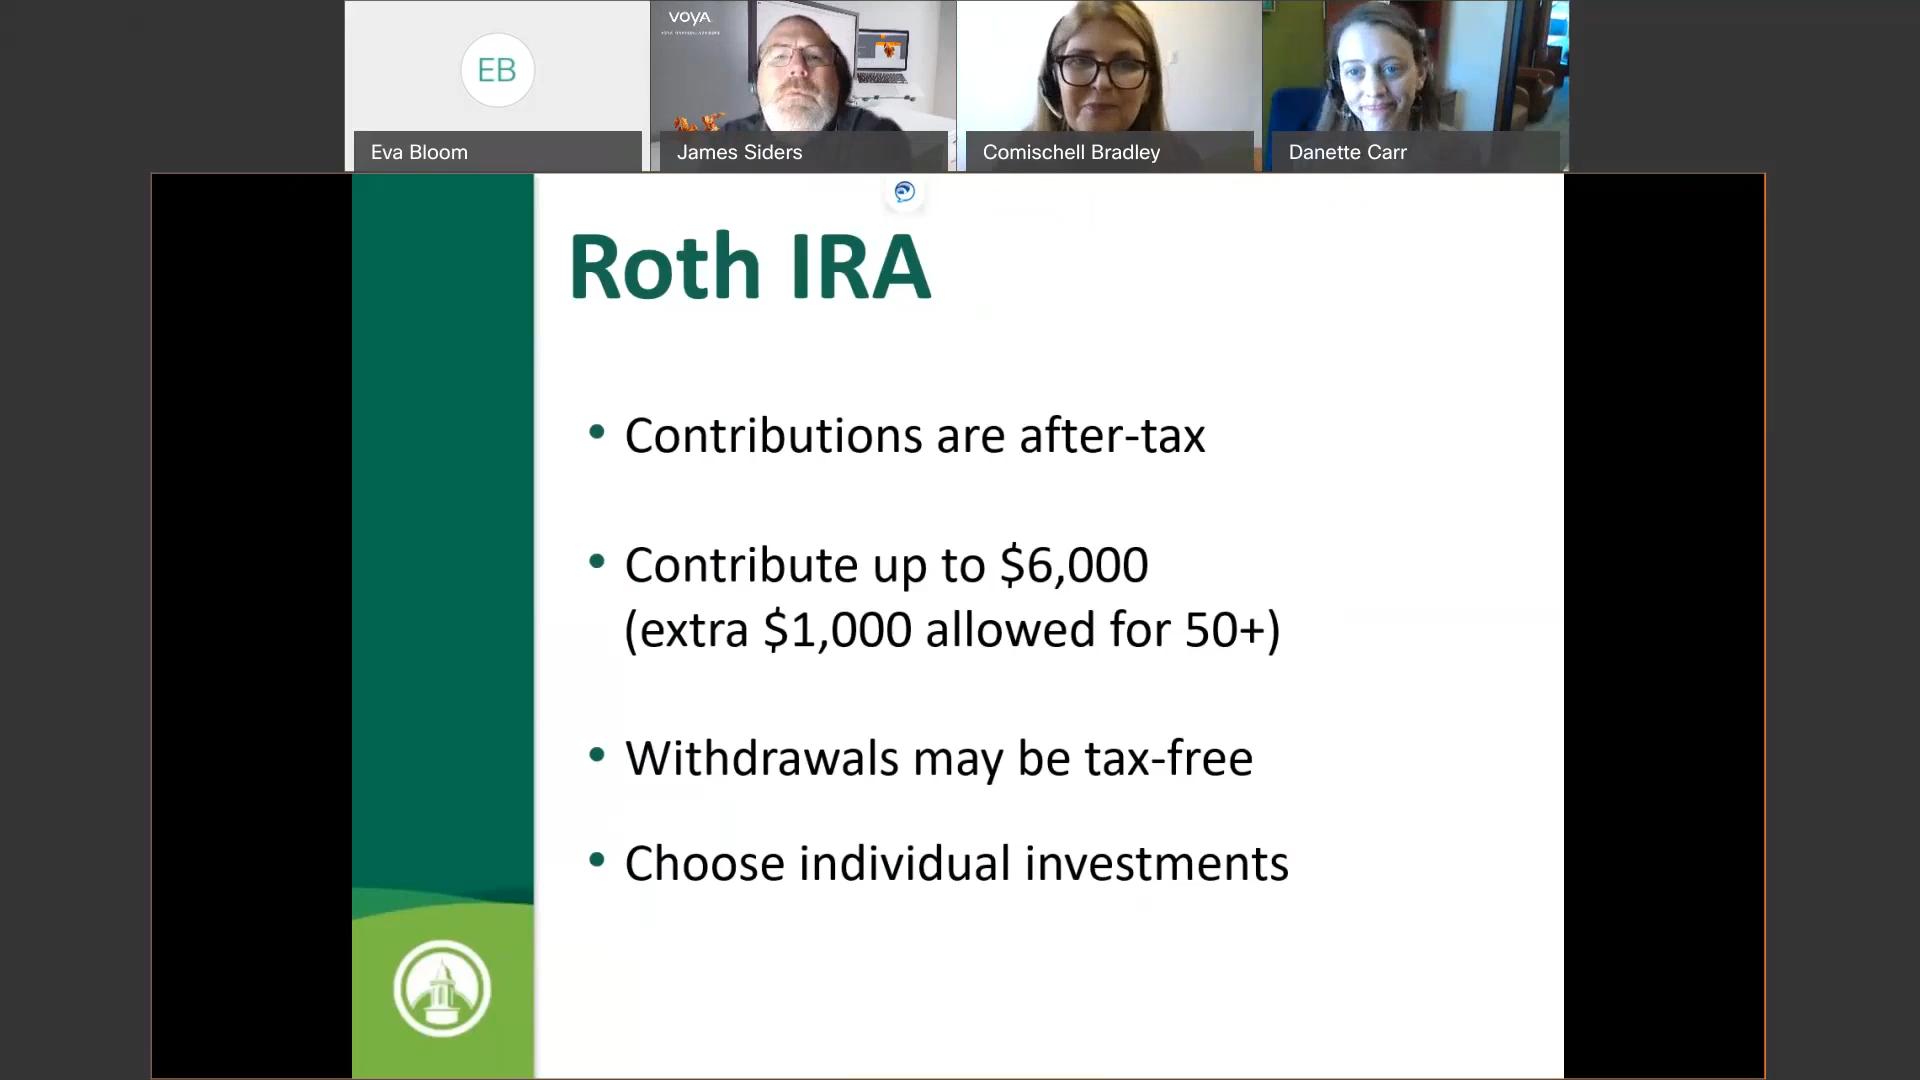 EB
VOYA
Eva Bloom
James Siders
Comischell Bradley
Danette Carr
Roth IRA
• Contributions are after-tax
• Contribute up to $6,000
(extra $1,000 allowed for 50+)
• Withdrawals may be tax-free
• Choose individual investments